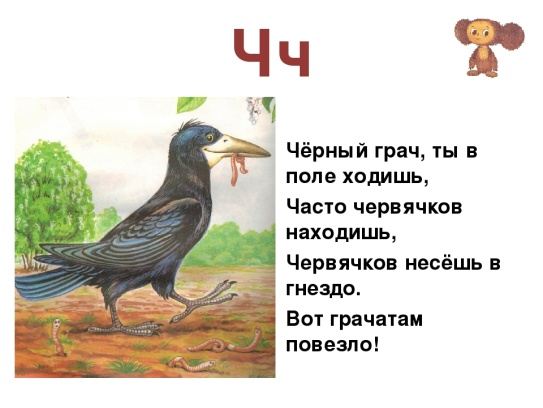 Чч
Чёрный грач, ты в
поле ходишь,
Часто червячков
находишь,
Червячков несёшь в
гнездо.
Вот грачатам
повезло!